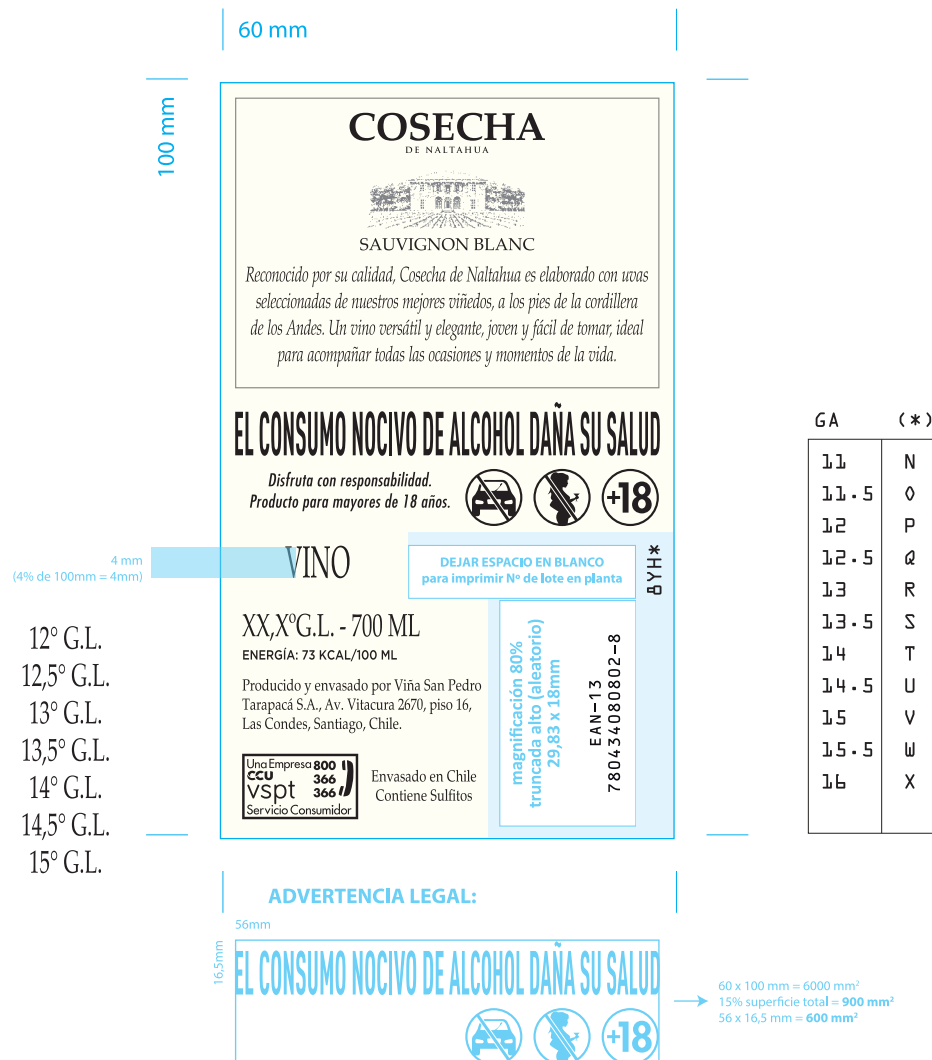 60 mm
100 mm
COSECHA
DE NALTAHUA
SAUVIGNON BLANC
Reconocido por su calidad, Cosecha de Naltahua es elaborado con uvas
seleccionadas de nuestros mejores viñedos, a los pies de la cordillera
de los Andes. Un vino versátil y elegante, joven y fácil de tomar, ideal
para acompañar todas las ocasiones y momentos de la vida.
EL CONSUMO NOCIVO DE ALCOHOL DAÑA SU SALUD
Disfruta con responsabilidad.
Producto para mayores de 18 años.
+18
4 mm
(4% de 100mm = 4mm)
VINO
DEJAR ESPACIO EN BLANCO
para imprimir Nº de lote en planta
8YH*
XX,XºG.L. - 700 ML
ENERGÍA: 73 KCAL/100 ML
Producido y envasado por Viña San Pedro
Tarapacá S.A., Av. Vitacura 2670, piso 16,
Las Condes, Santiago, Chile.
Una Empresa 800
CCU 366
vspt 366
Servicio Consumidor
Envasado en Chile
Contiene Sulfitos
magnificación 80%
truncada alto (aleatorio)
29,83 x 18mm
EAN-13
780434080802-8
12° G.L.
12,5° G.L.
13° G.L.
13,5° G.L.
14° G.L.
14,5° G.L.
15° G.L.
GA (*)
11 N
11.5 O
12 P
12.5 Q
13 R
13.5 S
14 T
14.5 U
15 V
15.5 W
16 X
ADVERTENCIA LEGAL:
56mm
16,5mm
EL CONSUMO NOCIVO DE ALCOHOL DAÑA SU SALUD
+18
60 x 100 mm = 6000 mm²
15% superficie total = 900 mm²
56 x 16,5 mm = 600 mm²